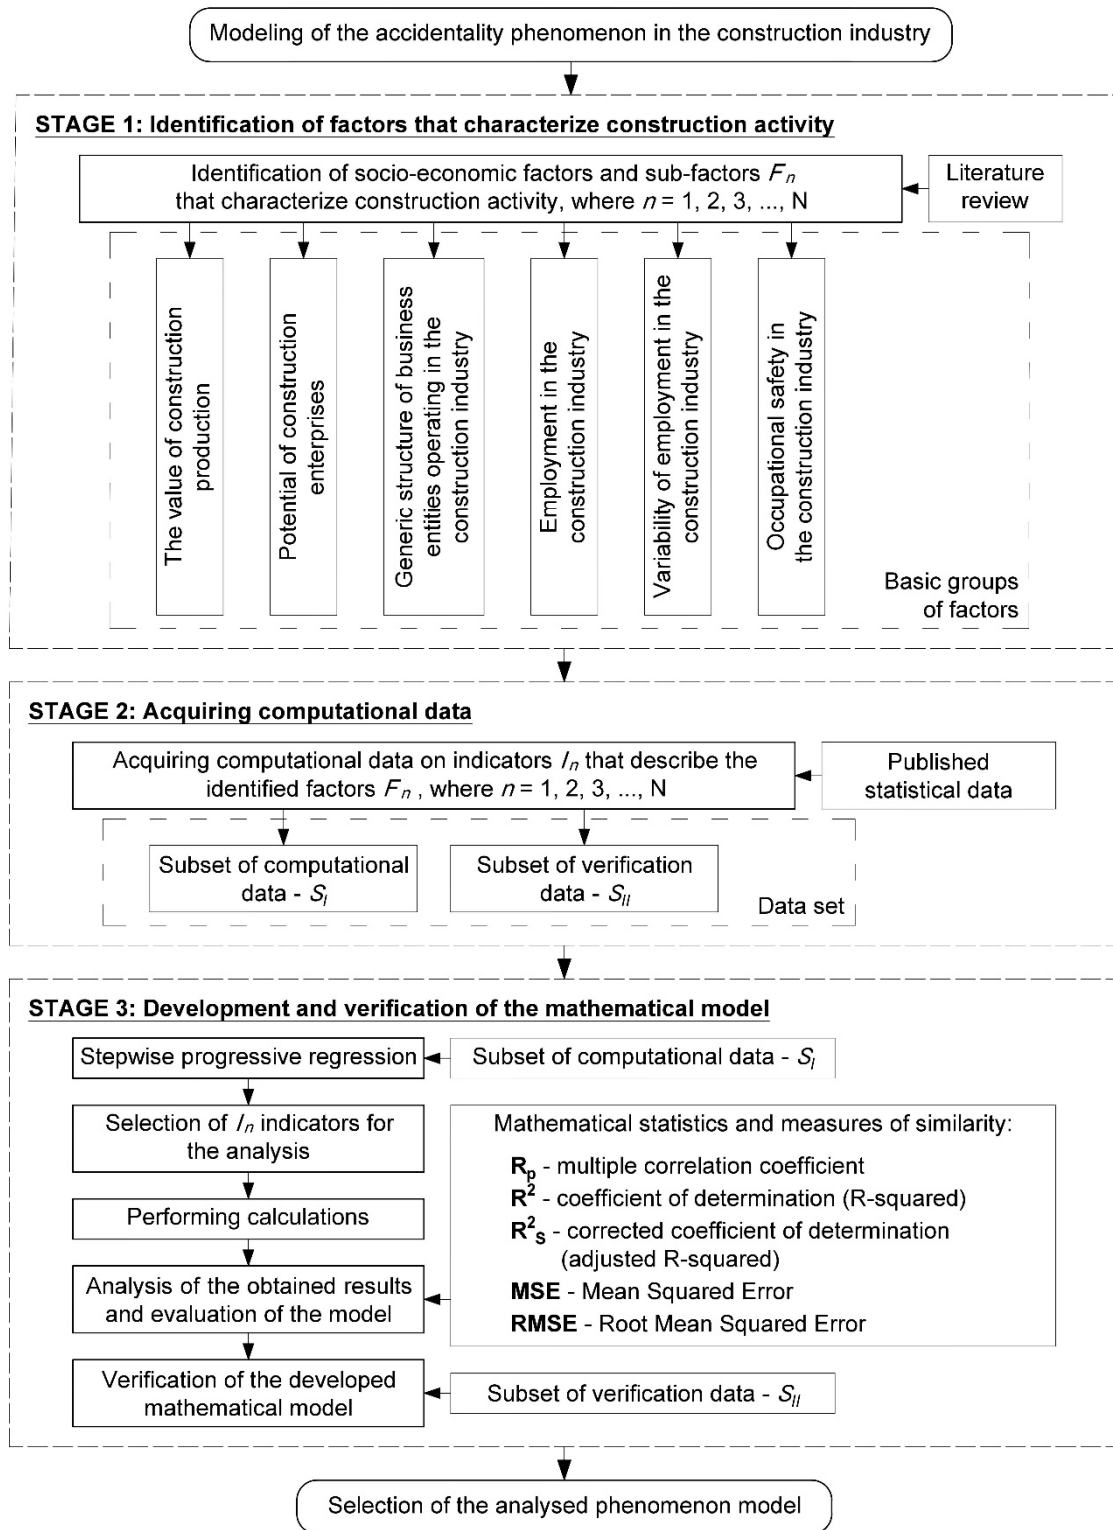 Modeling of the accidentality phenomenon in the construction industry
STAGE 1: Identification of factors that characterize construction activity
Identification of socio-economic factors and sub-factors Fn
that characterize construction activity, where n = 1, 2, 3, ..., N
Literature
review
The value of construction
production
Potential of construction
enterprises
Generic structure of business
entities operating in the
construction industry
Employment in the
construction industry
Variability of employment in the
construction industry
Occupational safety in
the construction industry
Basic groups
of factors
STAGE 2: Acquiring computational data
Acquiring computational data on indicators In that describe the
identified factors Fn , where n = 1, 2, 3, ..., N
Published
statistical data
Subset of computational
data - SI
Subset of verification
data - SII
Data set
STAGE 3: Development and verification of the mathematical model
Stepwise progressive regression
Subset of computational data - SI
Selection of In indicators for
the analysis
Performing calculations
Analysis of the obtained results
and evaluation of the model
Mathematical statistics and measures of similarity:
Rp - multiple correlation coefficient
R² - coefficient of determination (R-squared)
R²s - corrected coefficient of determination
(adjusted R-squared)
MSE - Mean Squared Error
RMSE - Root Mean Squared Error
Verification of the developed
mathematical model
Subset of verification data - SII
Selection of the analysed phenomenon model